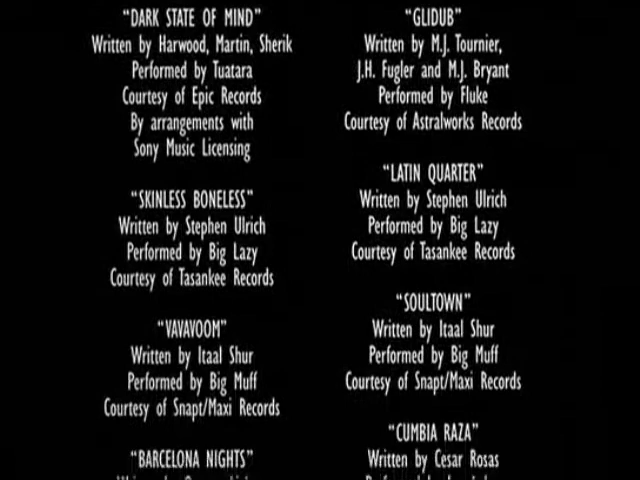 “DARK STATE OF MIND”
Written by Harwood, Martin, Sherik
Performed by Tuatara
Courtesy of Epic Records
By arrangements with
Sony Music Licensing
“SKINLESS BONELESS”
Written by Stephen Ulrich
Performed by Big Lazy
Courtesy of Tasankee Records
“VAVAVOOM”
Written by Itaal Shur
Performed by Big Muff
Courtesy of Snapt/Maxi Records
“BARCELONA NIGHTS”
“GLIDUB”
Written by M.J. Tournier,
J.H. Fugler and M.J. Bryant
Performed by Fluke
Courtesy of Astralworks Records
“LATIN QUARTER”
Written by Stephen Ulrich
Performed by Big Lazy
Courtesy of Tasankee Records
“SOULTOWN”
Written by Itaal Shur
Performed by Big Muff
Courtesy of Snapt/Maxi Records
“CUMBIA RAZA”
Written by Cesar Rosas